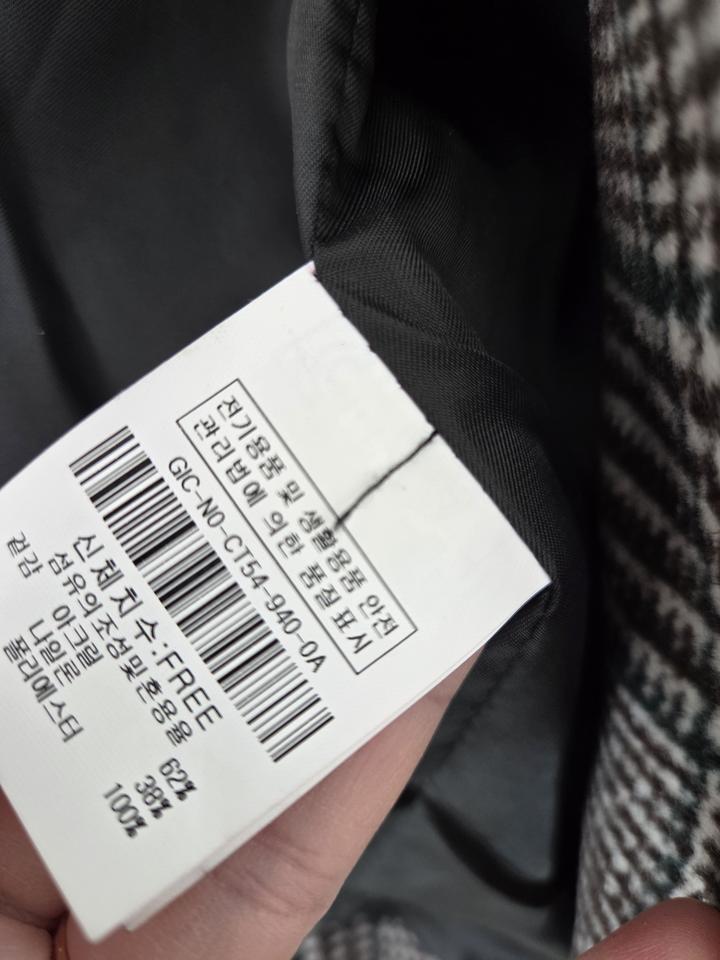 전기용품 및 생활용품 안전
관리법에 의한 품질 표시
GIC-NO-CT54-940-0A
신체치수:FREE
섬유의조성및혼용율
겉감 아크릴 62%
나일론 38%
폴리에스터 100%